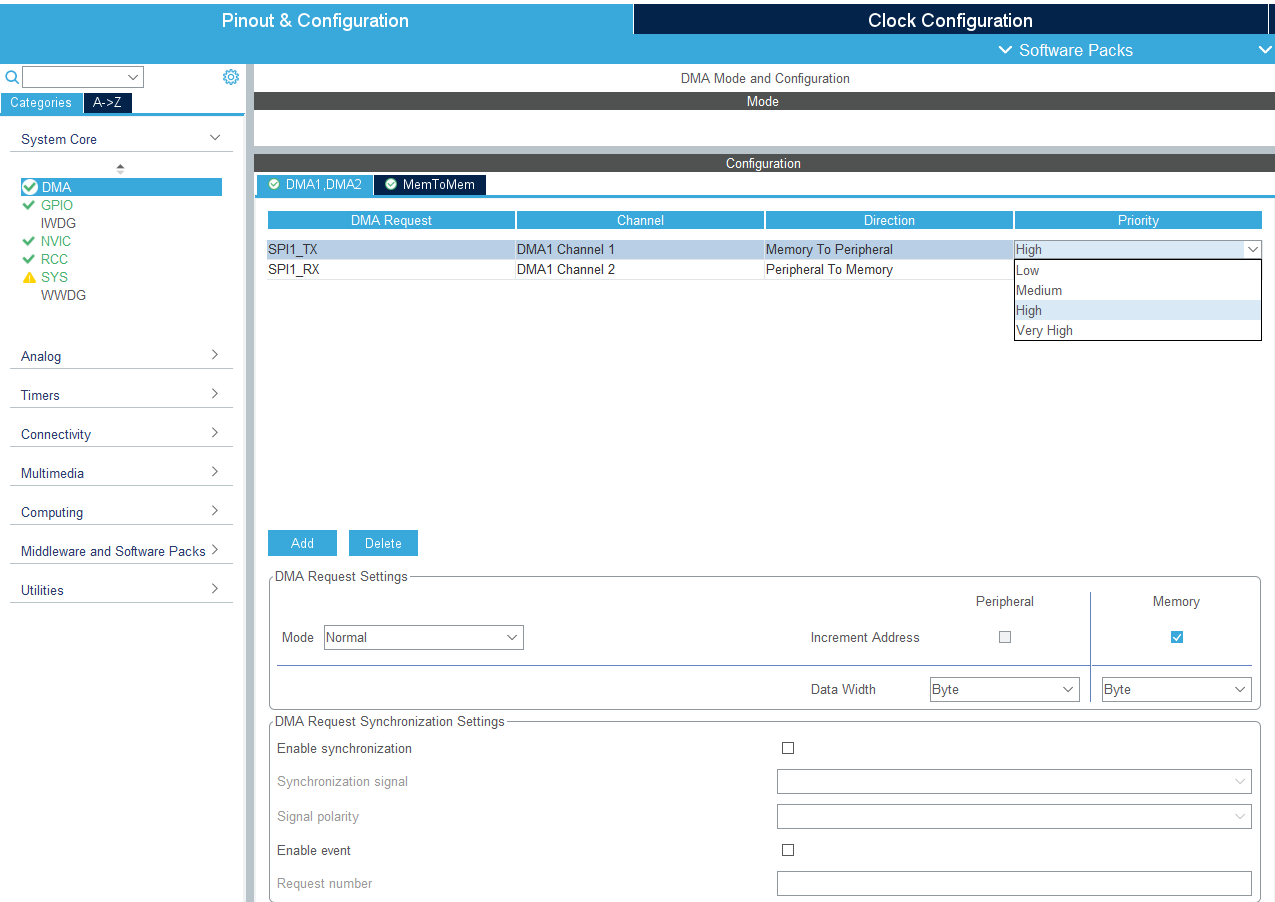 Pinout & Configuration
Clock Configuration
Software Packs
Categories
A->Z
System Core
DMA
GPIO
IWDG
NVIC
RCC
SYS
WWDG
Analog
Timers
Connectivity
Multimedia
Computing
Middleware and Software Packs
Utilities
DMA Mode and Configuration
Mode
Configuration
DMA1,DMA2
MemToMem
DMA Request Channel Direction Priority
SPI1_TX DMA1 Channel 1 Memory To Peripheral High
SPI1_RX DMA1 Channel 2 Peripheral To Memory
Low
Medium
High
Very High
Add
Delete
DMA Request Settings
Peripheral Memory
Mode Normal Increment Address
Data Width Byte Byte
DMA Request Synchronization Settings
Enable synchronization
Synchronization signal
Signal polarity
Enable event
Request number